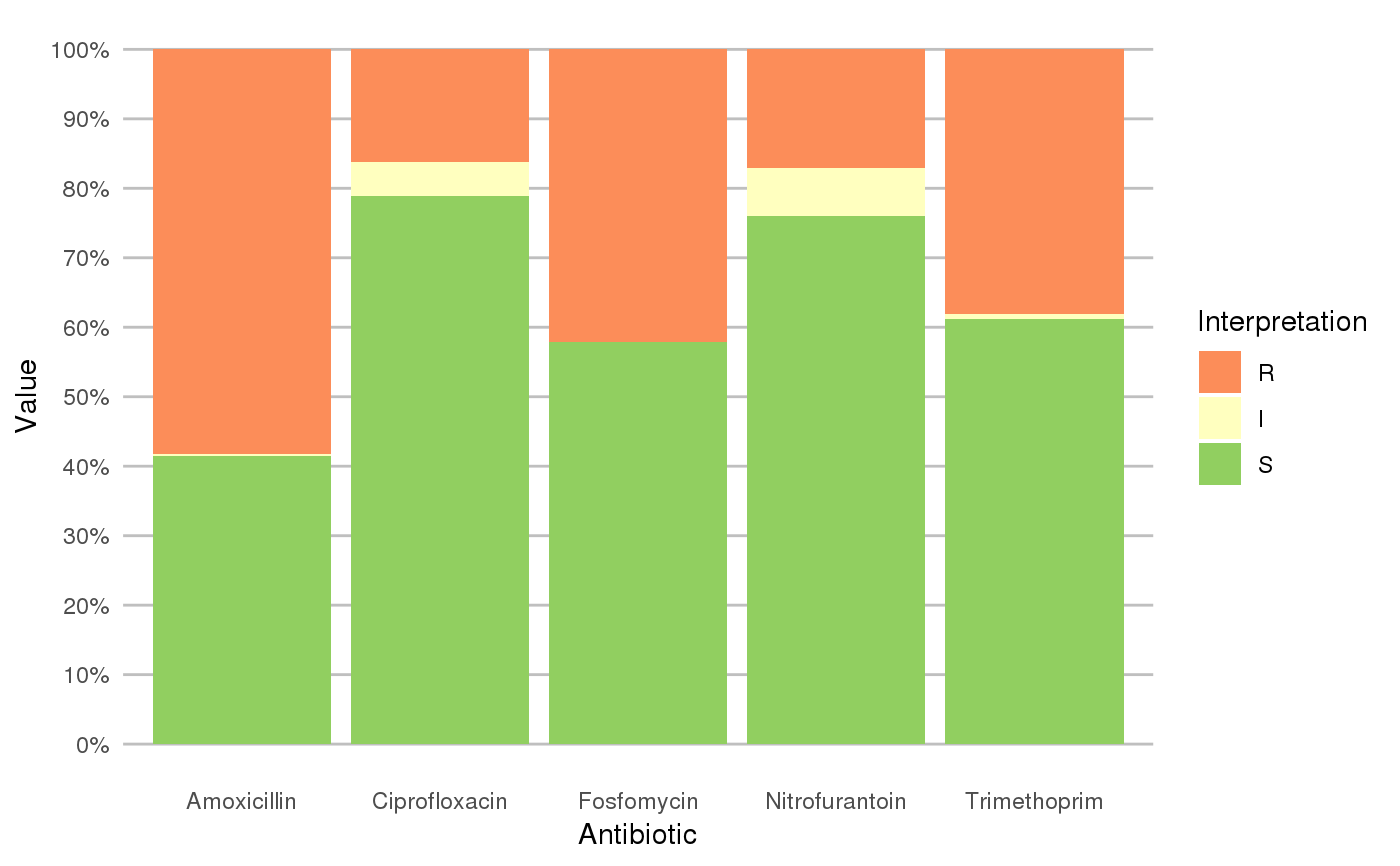 100%
90%
80%
70%
60%
50%
40%
30%
20%
10%
0%
Value
Amoxicillin Ciprofloxacin Fosfomycin Nitrofurantoin Trimethoprim
Antibiotic
Interpretation
R
I
S